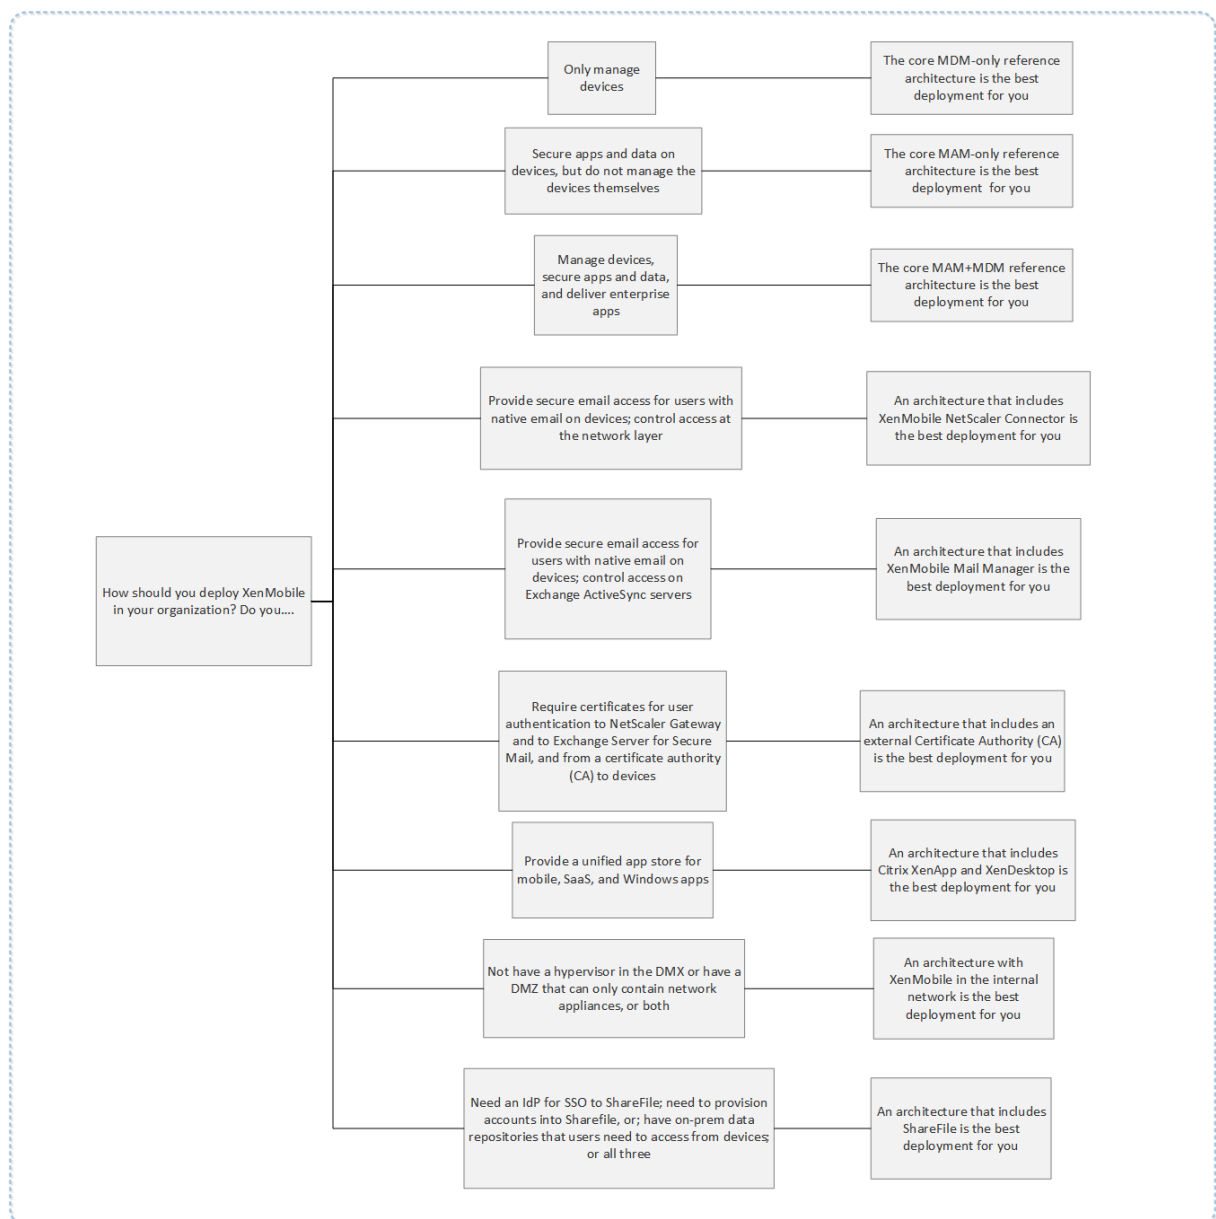 Only manage
devices
The core MDM-only reference
architecture is the best
deployment for you
Secure apps and data on
devices, but do not manage the
devices themselves
The core MAM-only reference
architecture is the best
deployment  for you
Manage devices,
secure apps and data,
and deliver enterprise
apps
The core MAM+MDM reference
architecture is the best
deployment for you
Provide secure email access for users with
native email on devices; control access at
the network layer
An architecture that includes
XenMobile NetScaler Connector is
the best deployment for you
How should you deploy XenMobile
in your organization? Do you....
Provide secure email access for
users with native email on
devices; control access on
Exchange ActiveSync servers
An architecture that includes
XenMobile Mail Manager is the
best deployment for you
Require certificates for user
authentication to NetScaler Gateway
and to Exchange Server for Secure
Mail, and from a certificate authority
(CA) to devices
An architecture that includes an
external Certificate Authority (CA)
is the best deployment for you
Provide a unified app store for
mobile, SaaS, and Windows apps
An architecture that includes
Citrix XenApp and XenDesktop is
the best deployment for you
Not have a hypervisor in the DMX or have a
DMZ that can only contain network
appliances, or both
An architecture with
XenMobile in the internal
network is the best
deployment for you
Need an IdP for SSO to ShareFile; need to provision
accounts into Sharefile, or; have on-prem data
repositories that users need to access from devices;
or all three
An architecture that includes
ShareFile is the best
deployment for you